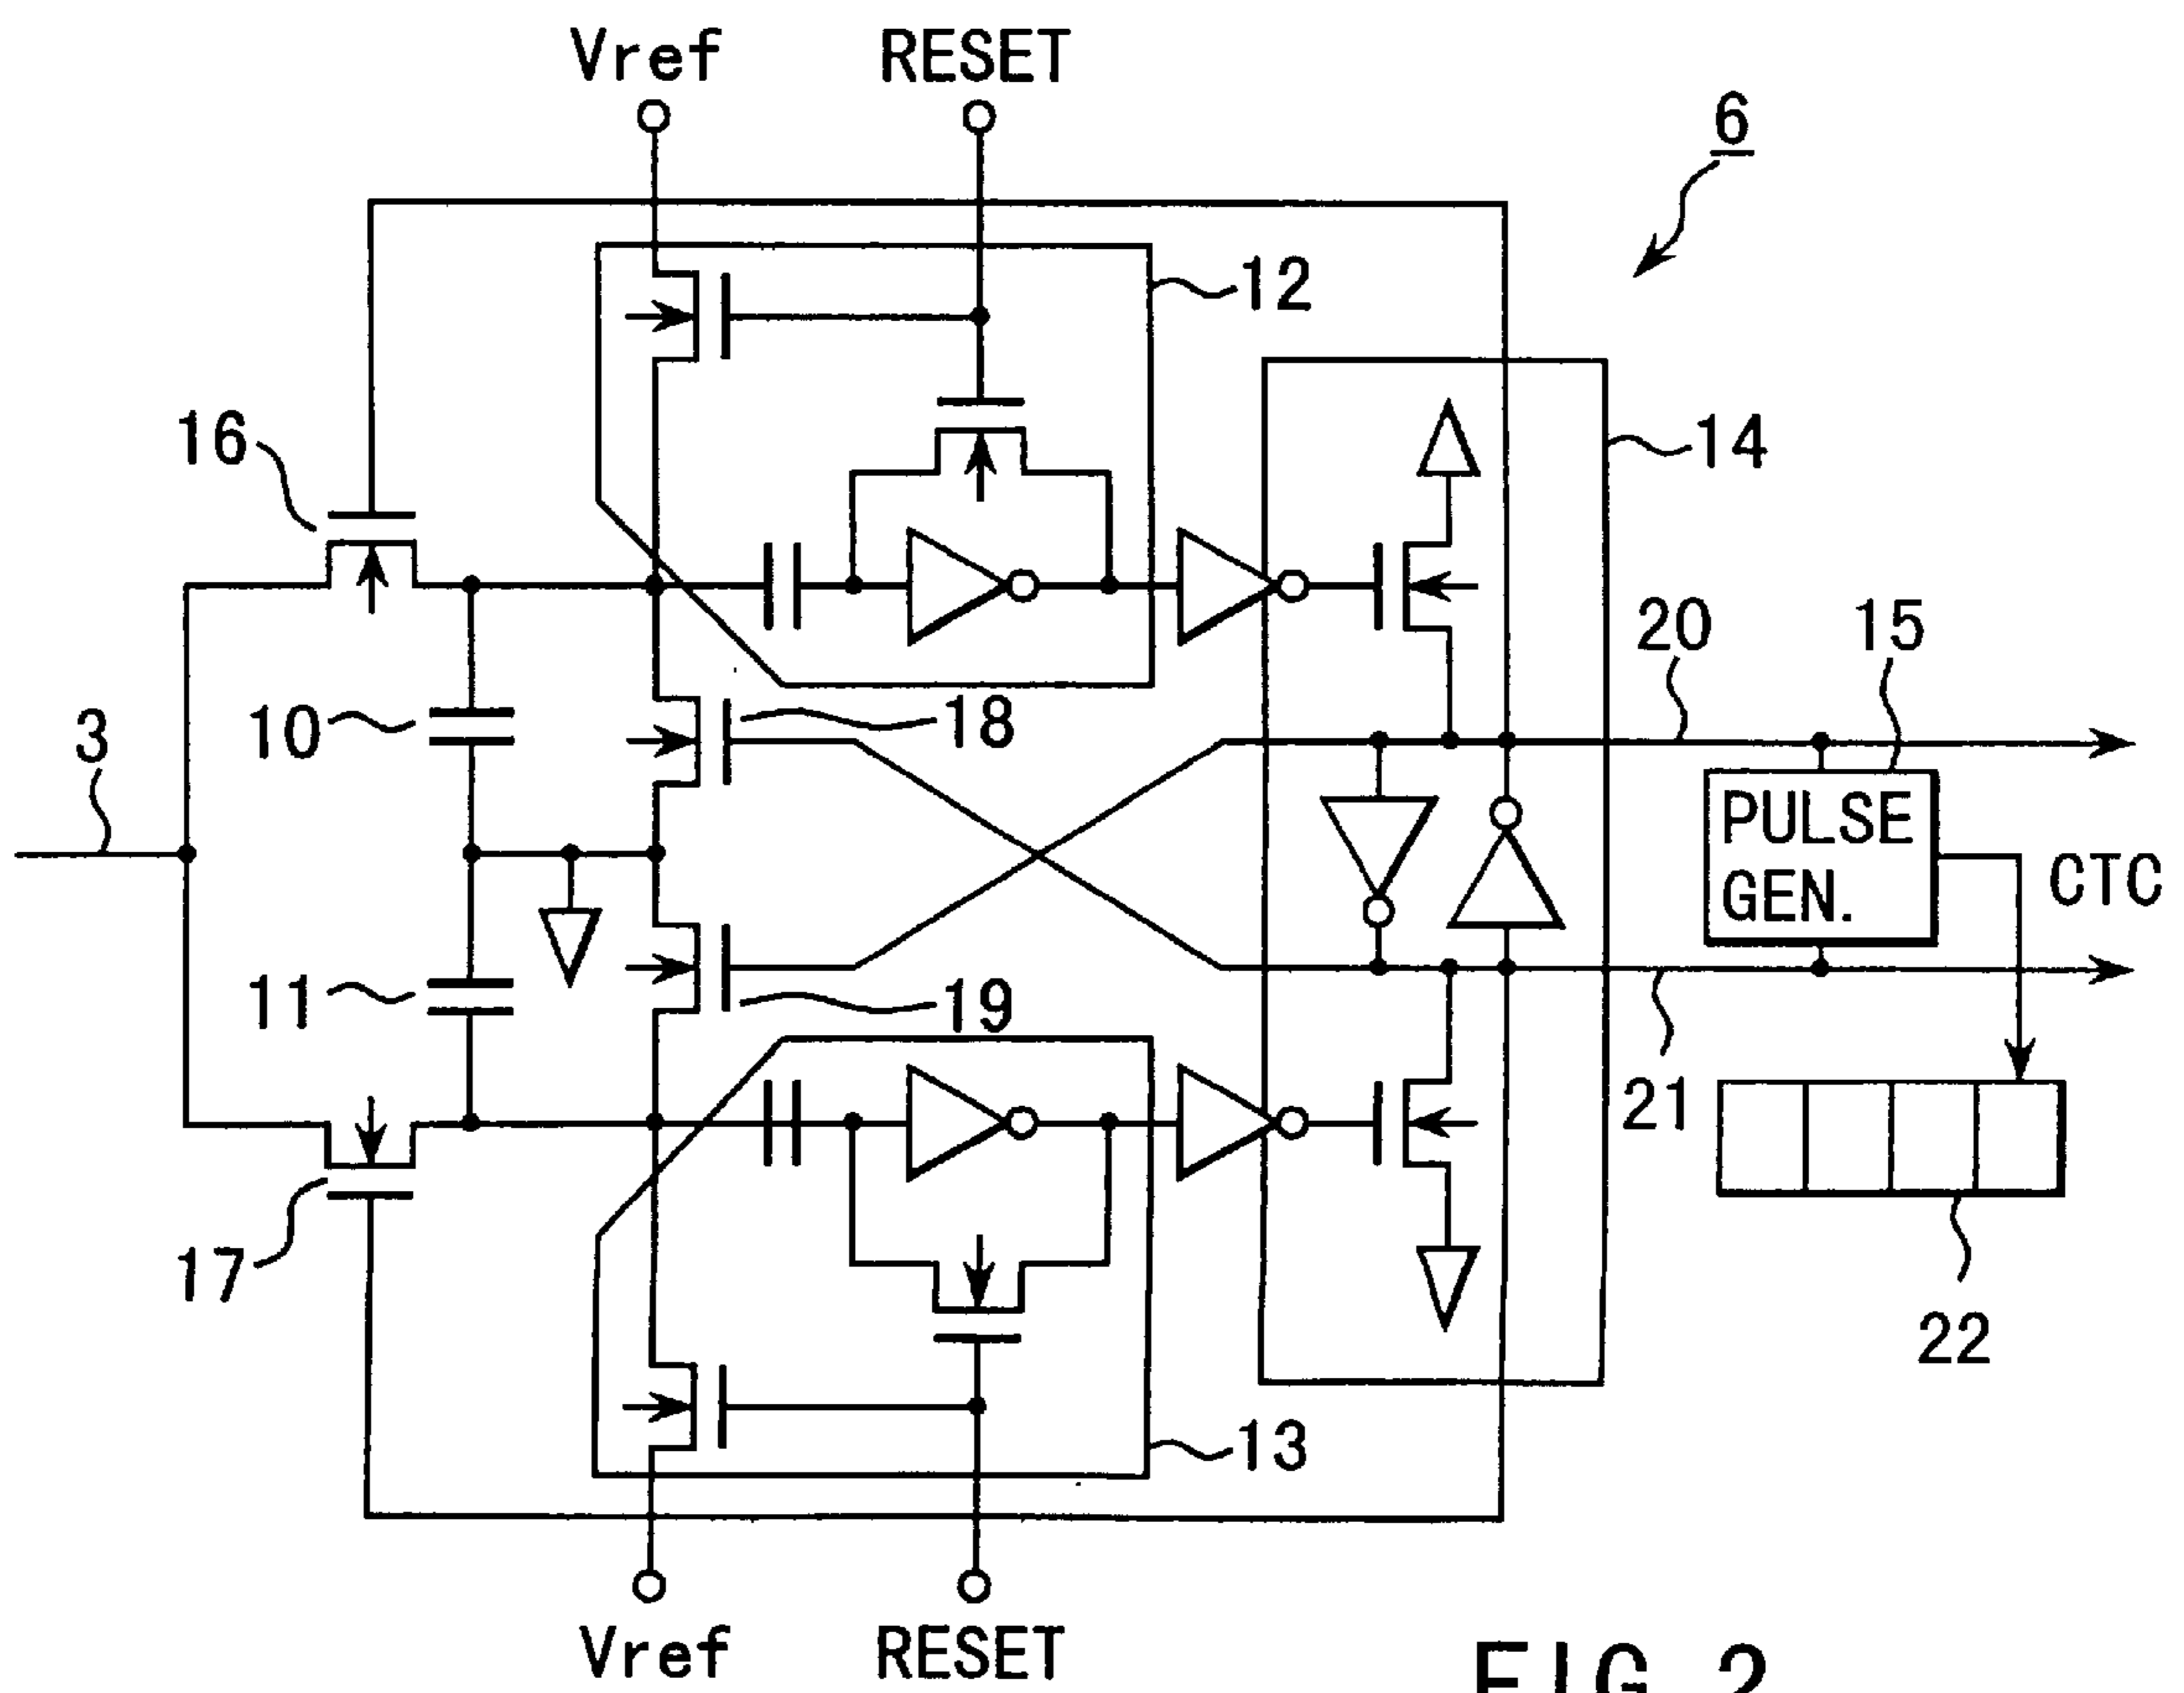 Vref RESET
6
12
16
14
20 15
10 18
3
PULSE
GEN.
CTC
11
19
21
17
22
13
Vref RESET
FIG. 2